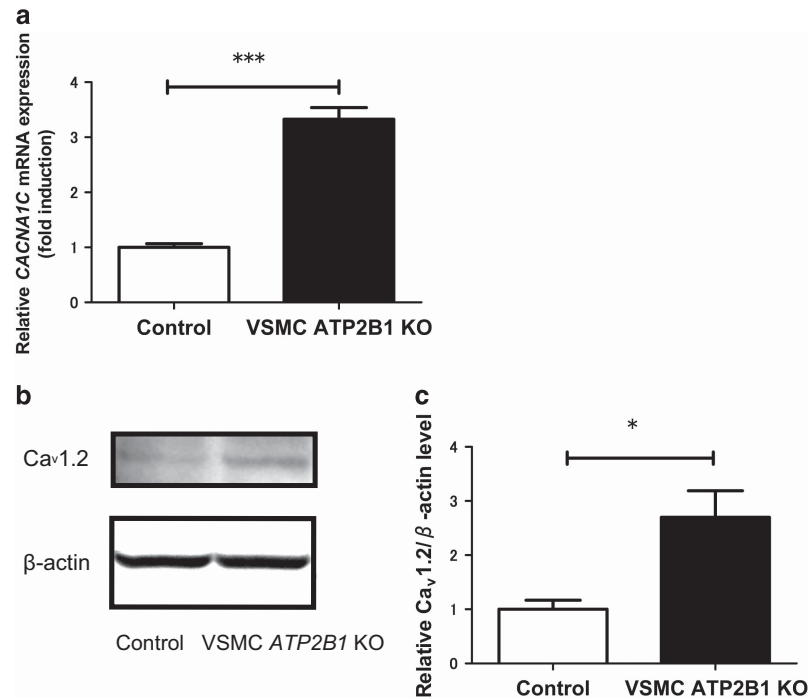 a
Relative CACNA1C mRNA expression
(fold induction)
***
4
3
2
1
0
Control VSMC ATP2B1 KO
b
Caᵥ1.2
β-actin
Control VSMC ATP2B1 KO
c
Relative Caᵥ1.2/β-actin level
*
4
3
2
1
0
Control VSMC ATP2B1 KO